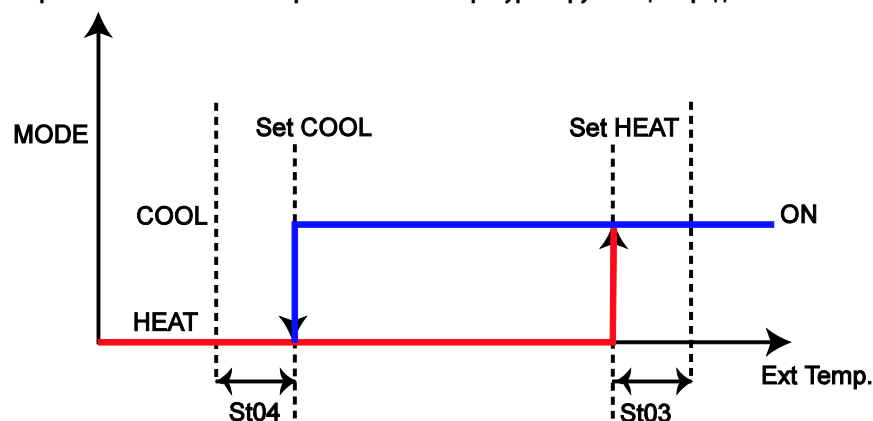 Set COOL
Set HEAT
MODE
COOL
ON
HEAT
Ext Temp.
St04
St03